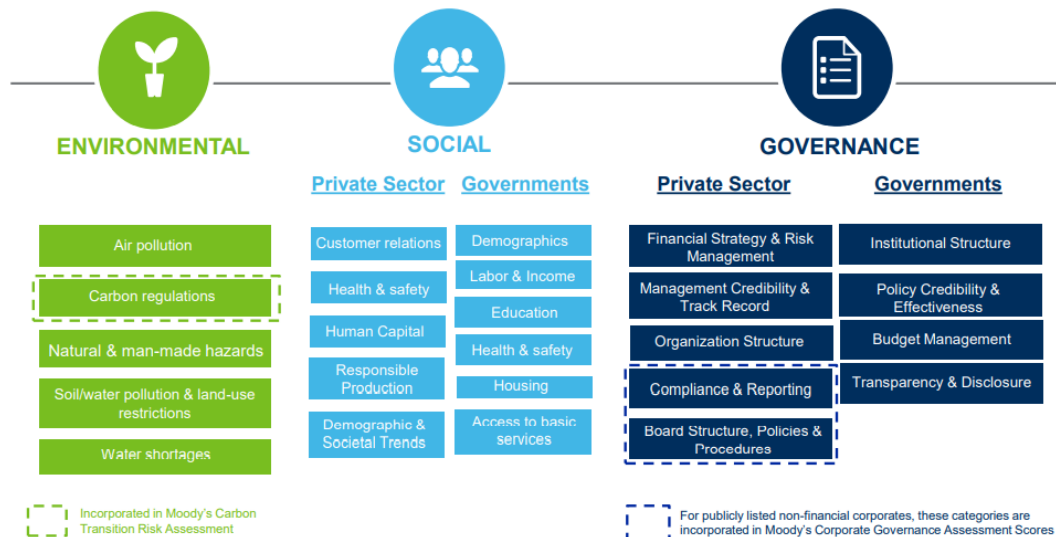 ENVIRONMENTAL
SOCIAL
GOVERNANCE
Private Sector
Governments
Private Sector
Governments
Air pollution
Carbon regulations
Natural & man-made hazards
Soil/water pollution & land-use
restrictions
Water shortages
Customer relations
Health & safety
Human Capital
Responsible
Production
Demographic &
Societal Trends
Demographics
Labor & Income
Education
Health & safety
Housing
Access to basic
services
Financial Strategy & Risk
Management
Management Credibility &
Track Record
Organization Structure
Compliance & Reporting
Board Structure, Policies &
Procedures
Institutional Structure
Policy Credibility &
Effectiveness
Budget Management
Transparency & Disclosure
Incorporated in Moody's Carbon
Transition Risk Assessment
For publicly listed non-financial corporates, these categories are
incorporated in Moody's Corporate Governance Assessment Scores